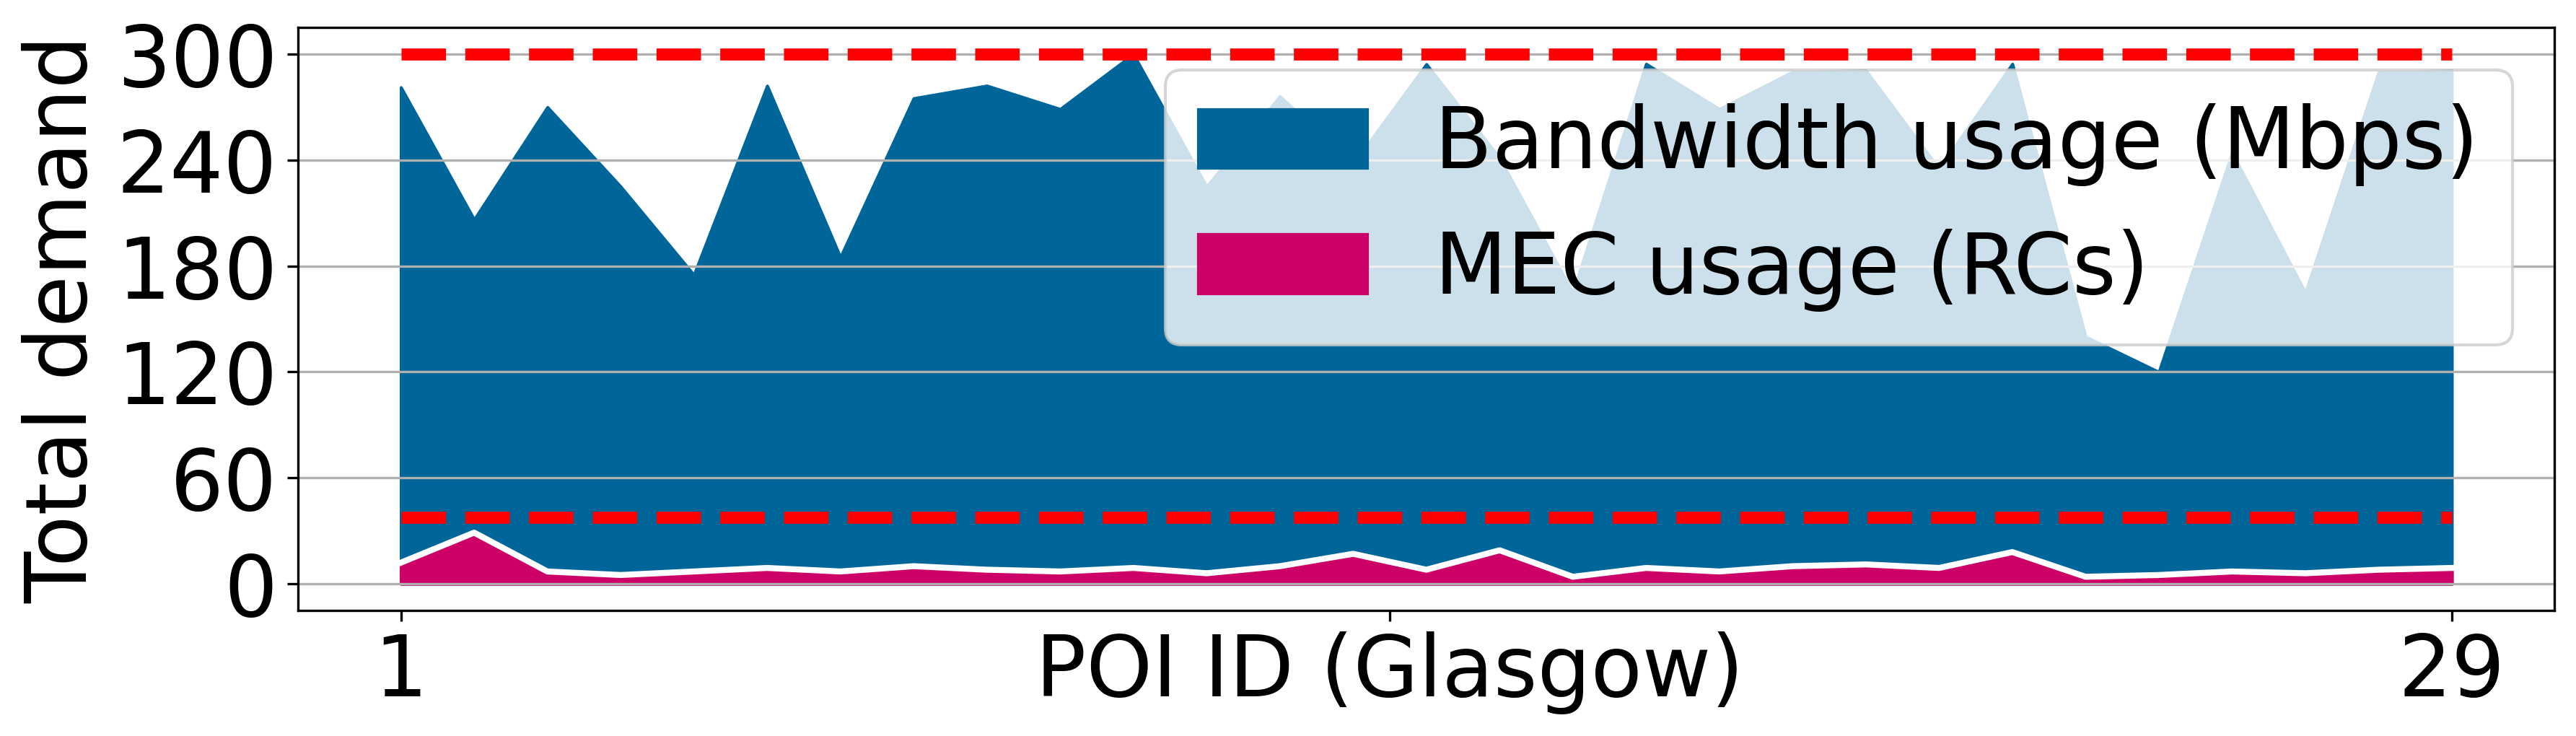 Total demand
300
240
180
120
60
0
Bandwidth usage (Mbps)
MEC usage (RCs)
1
POI ID (Glasgow)
29